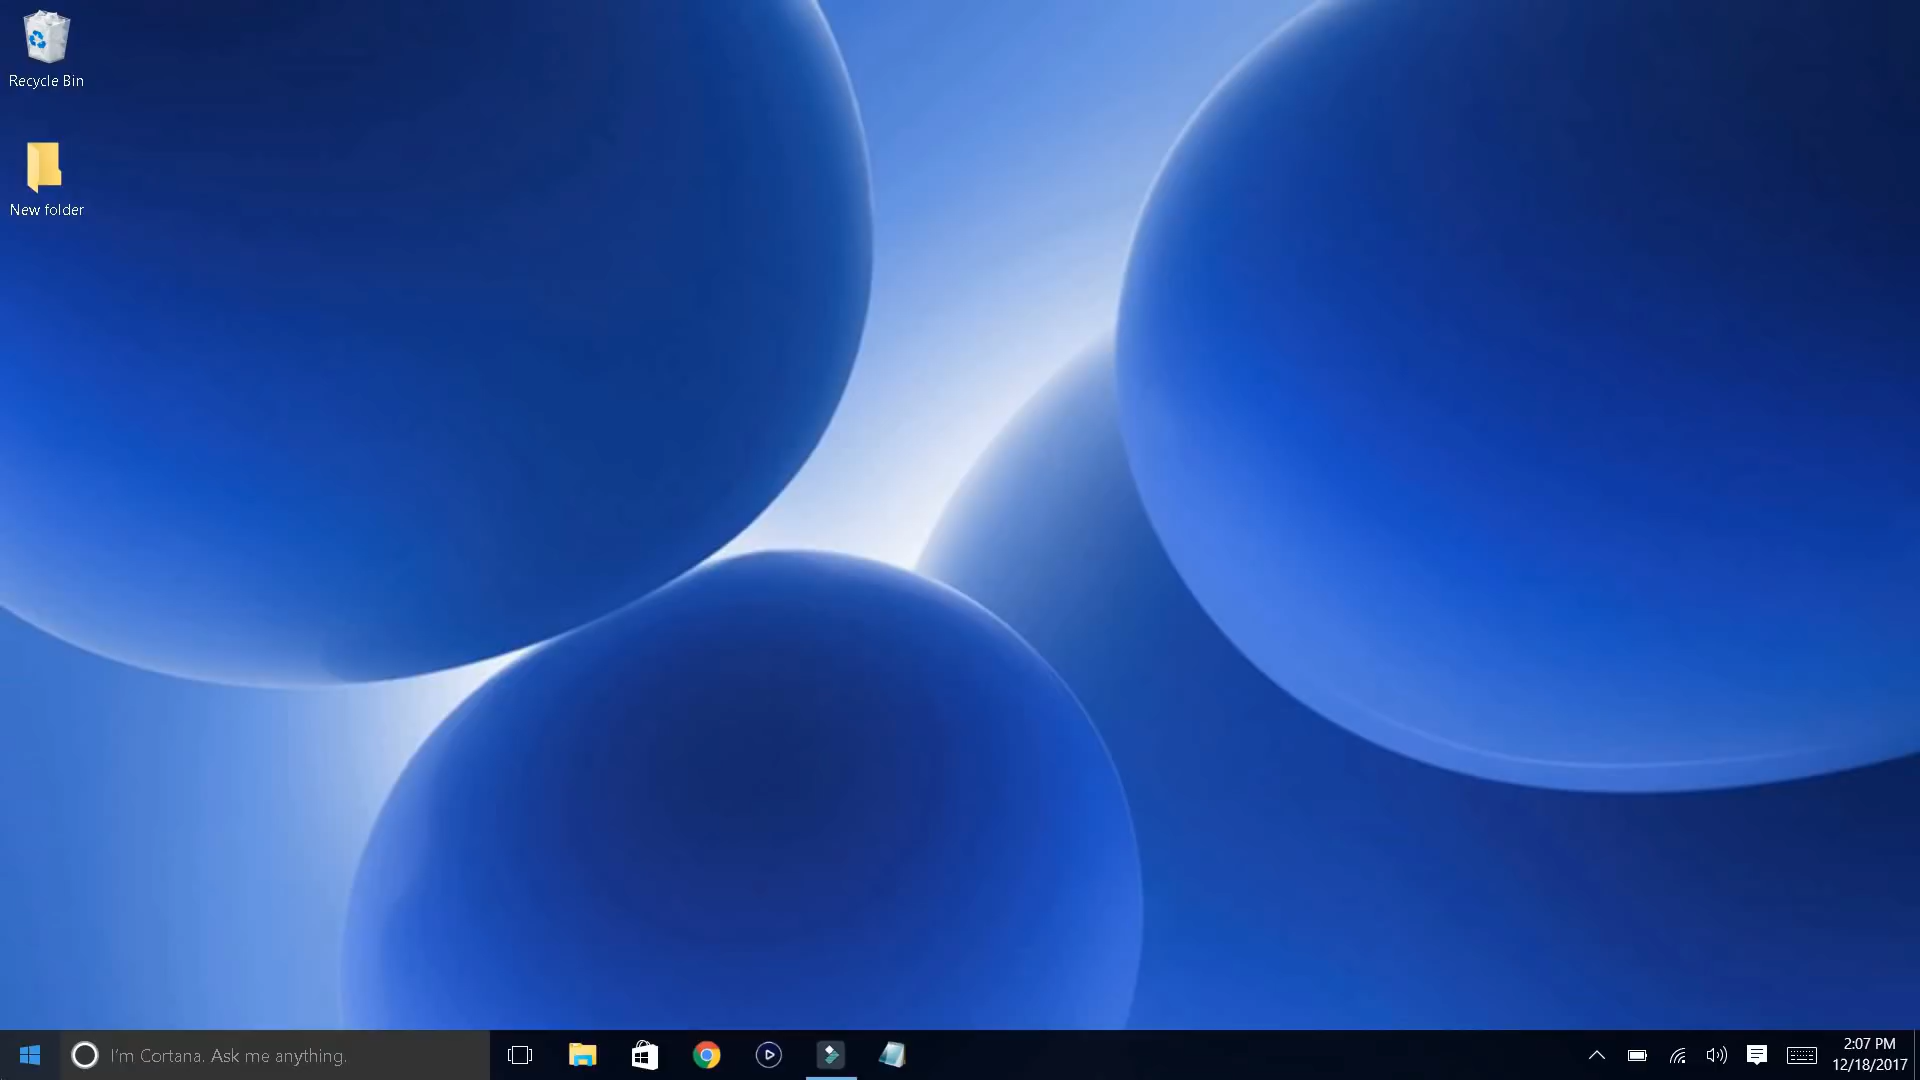 Recycle Bin
New folder
I'm Cortana. Ask me anything.
2:07 PM
12/18/2017